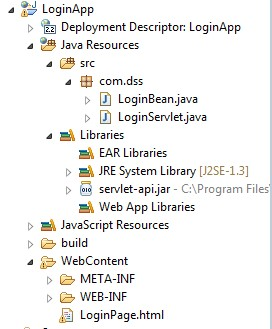 LoginApp
Deployment Descriptor: LoginApp
Java Resources
src
com.dss
LoginBean.java
LoginServlet.java
Libraries
EAR Libraries
JRE System Library [J2SE-1.3]
servlet-api.jar - C:\Program Files\
Web App Libraries
JavaScript Resources
build
WebContent
META-INF
WEB-INF
LoginPage.html